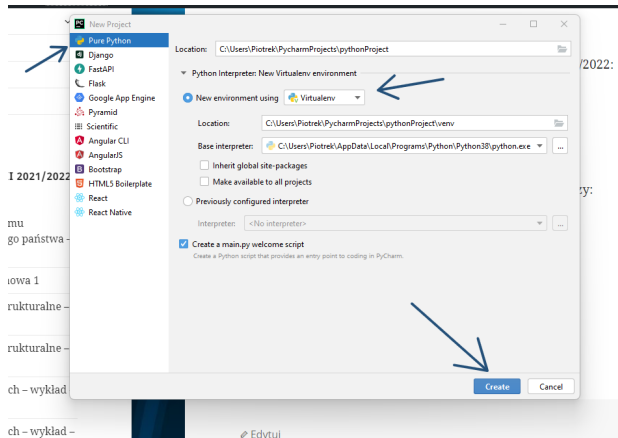 New Project
Pure Python
Django
FastAPI
Flask
Google App Engine
Pyramid
Scientific
Angular CLI
AngularJS
Bootstrap
HTML5 Boilerplate
React
React Native
Location: C:\Users\Piotrek\PycharmProjects\pythonProject
Python Interpreter: New Virtualenv environment
New environment using Virtualenv
Location: C:\Users\Piotrek\PycharmProjects\pythonProject\venv
Base interpreter: C:\Users\Piotrek\AppData\Local\Programs\Python\Python38\python.exe ...
Inherit global site-packages
Make available to all projects
Previously configured interpreter
Interpreter: <No interpreter> ...
Create a main.py welcome script
Create a Python script that provides an entry point to coding in PyCharm.
Create Cancel
I 2021/2022
mu
go państwa –
iowa 1
rukturalne –
rukturalne –
ch – wykład
ch – wykład –
/2022:
zy:
Edytuj